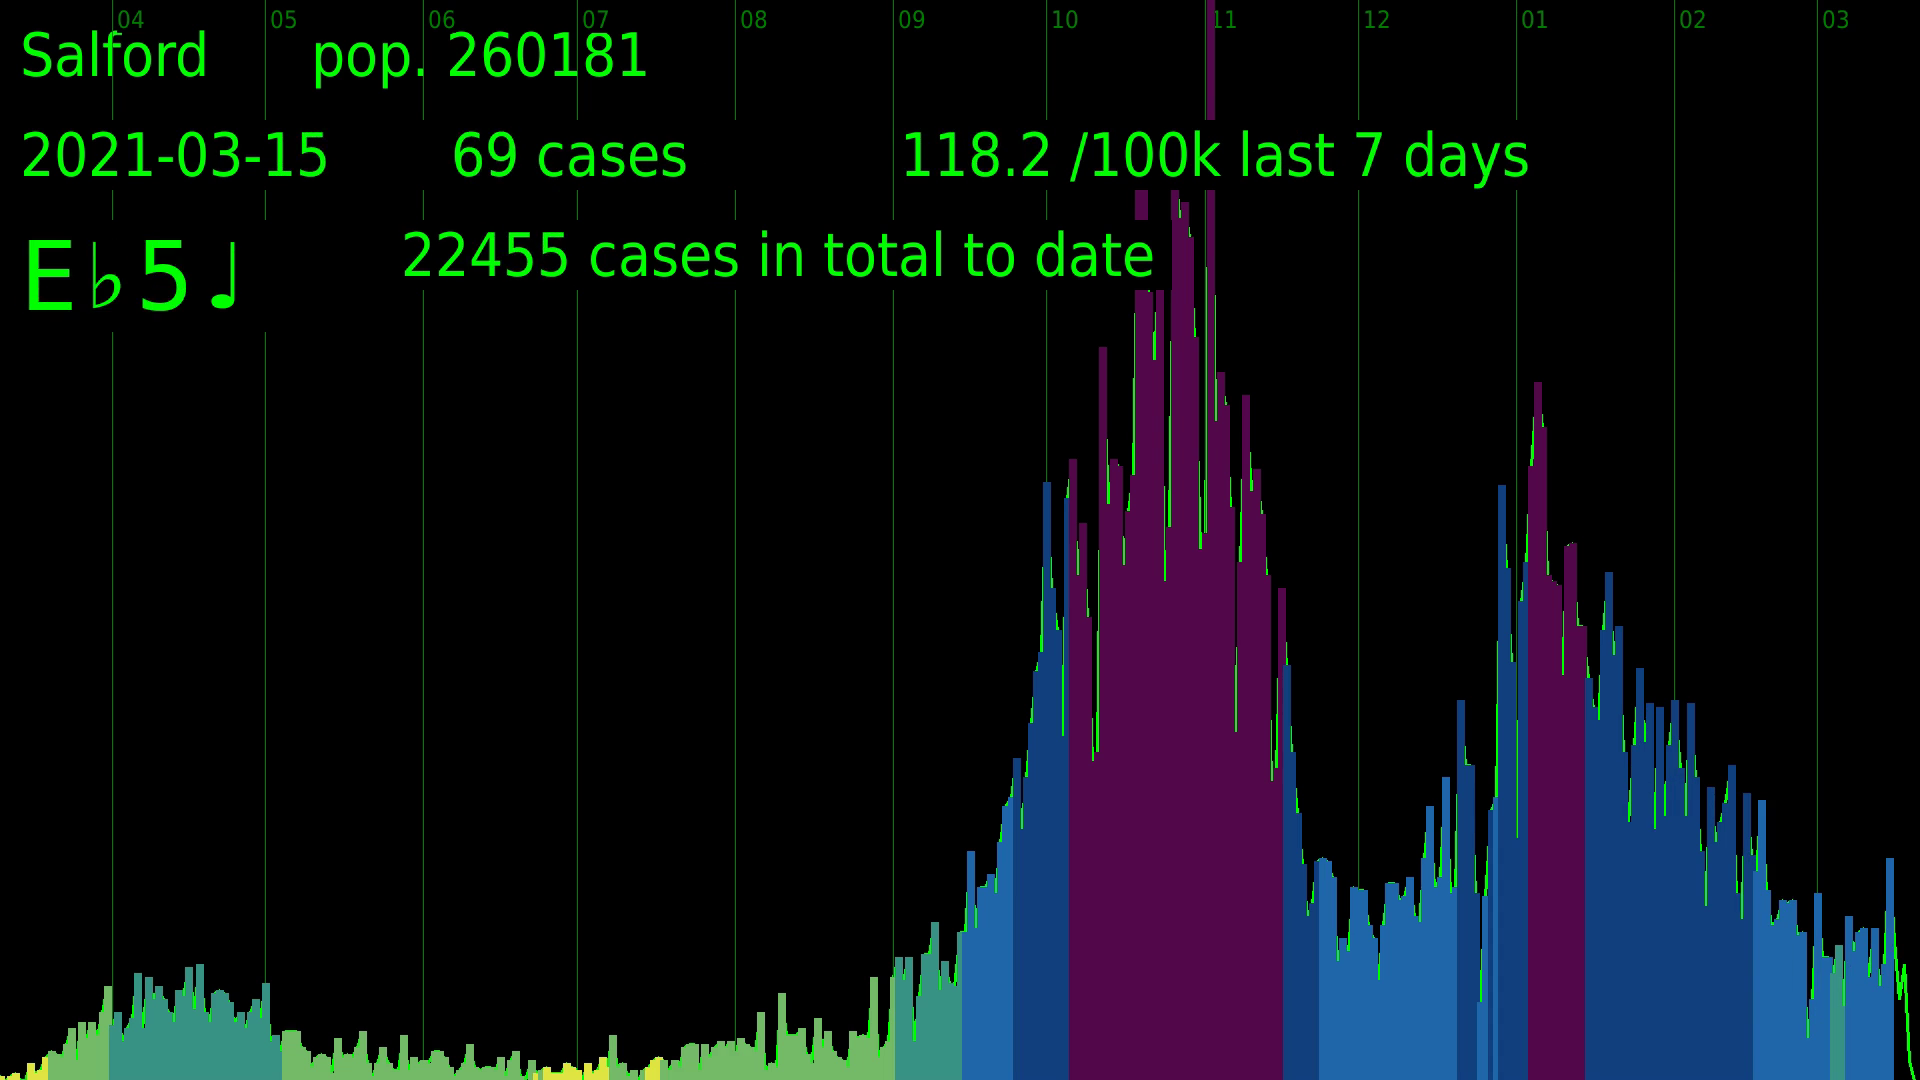 04 05 06 07 08 09 10 11 12 01 02 03
Salford pop. 260181
2021-03-15 69 cases 118.2 /100k last 7 days
E♭5♩ 22455 cases in total to date